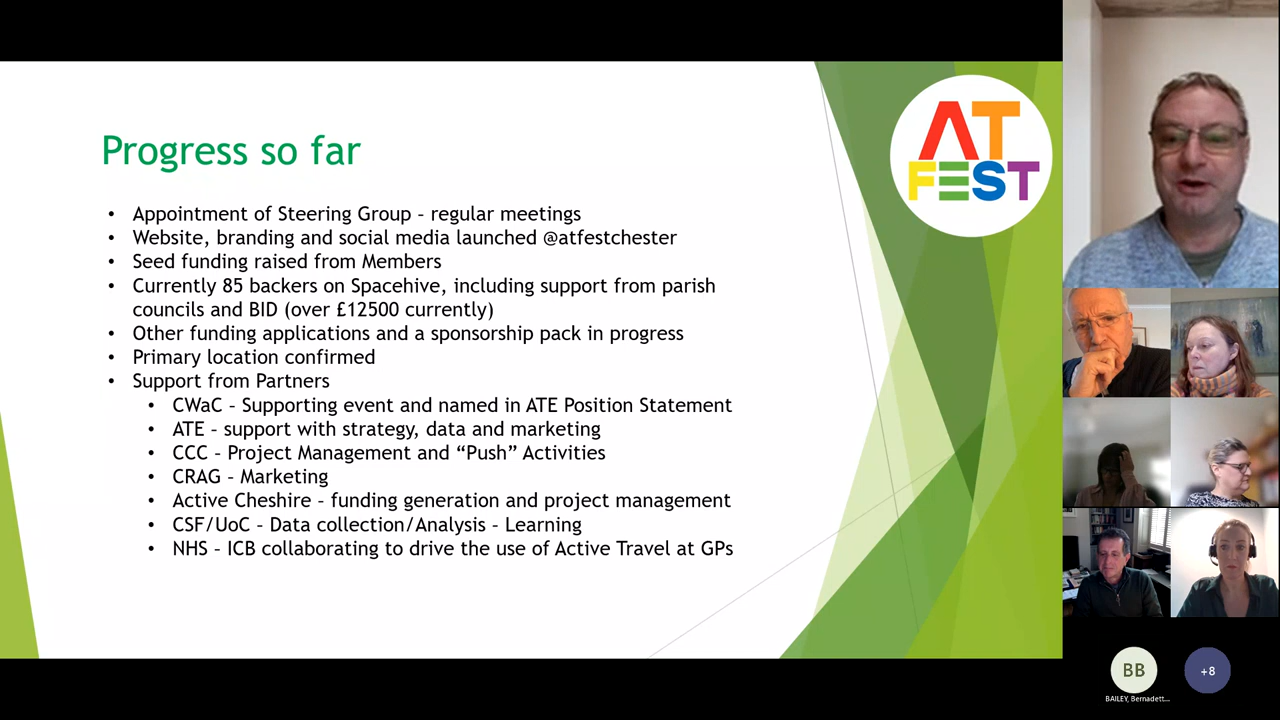 AT
FEST
Progress so far
• Appointment of Steering Group – regular meetings
• Website, branding and social media launched @atfestchester
• Seed funding raised from Members
• Currently 85 backers on Spacehive, including support from parish
councils and BID (over £12500 currently)
• Other funding applications and a sponsorship pack in progress
• Primary location confirmed
• Support from Partners
• CWaC – Supporting event and named in ATE Position Statement
• ATE – support with strategy, data and marketing
• CCC – Project Management and “Push” Activities
• CRAG – Marketing
• Active Cheshire – funding generation and project management
• CSF/UoC – Data collection/Analysis – Learning
• NHS – ICB collaborating to drive the use of Active Travel at GPs
BB
+8
BAILEY, Bernadett...